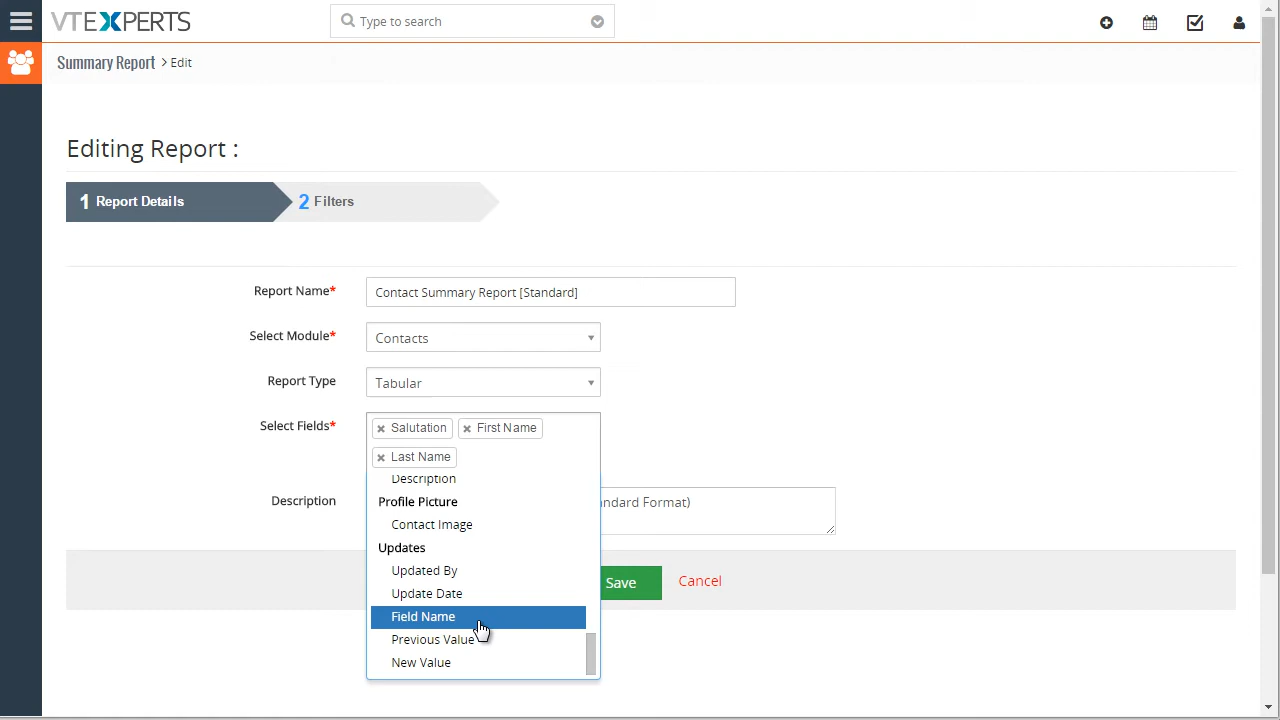 VTEXPERTS
Type to search
Summary Report > Edit
Editing Report :
1 Report Details
2 Filters
Report Name*
Contact Summary Report [Standard]
Select Module*
Contacts
Report Type
Tabular
Select Fields*
× Salutation × First Name
× Last Name
Description
Profile Picture
Description
ndard Format)
Contact Image
Updates
Updated By
Save
Cancel
Update Date
Field Name
Previous Value
New Value